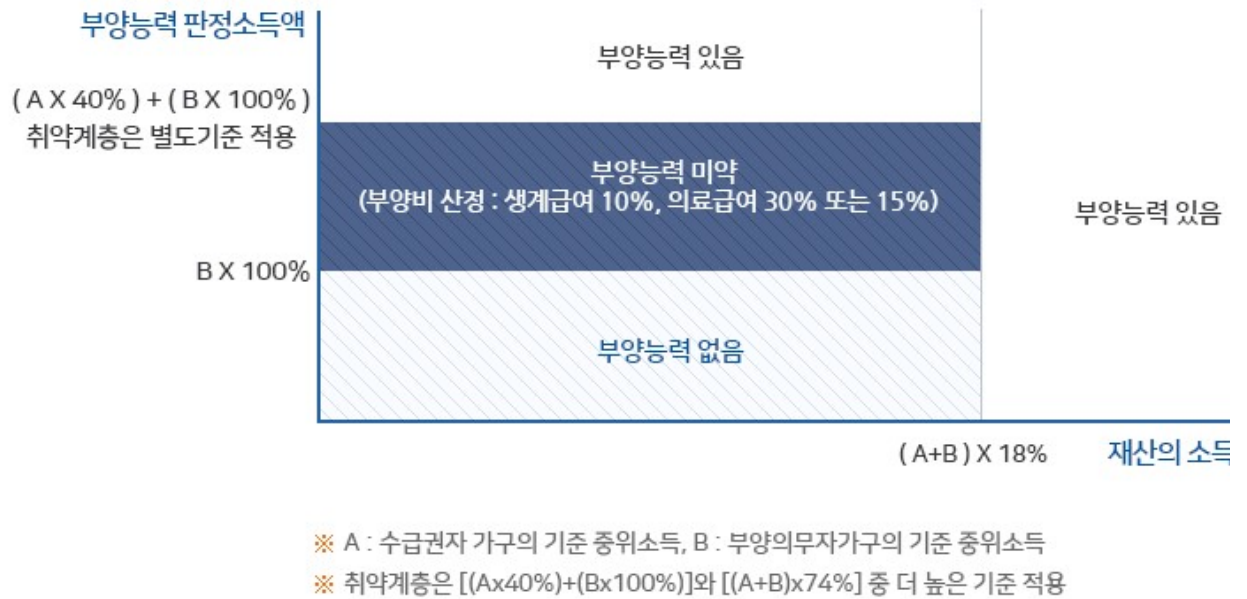 부양능력 판정소득액
부양능력 있음
( A X 40% ) + ( B X 100% )
취약계층은 별도기준 적용
부양능력 미약
(부양비 산정 : 생계급여 10%, 의료급여 30% 또는 15%)
부양능력 있음
B X 100%
부양능력 없음
( A+B ) X 18%
재산의 소득
※ A : 수급권자 가구의 기준 중위소득, B : 부양의무자가구의 기준 중위소득
※ 취약계층은 [(Ax40%)+(Bx100%)]와 [(A+B)x74%] 중 더 높은 기준 적용